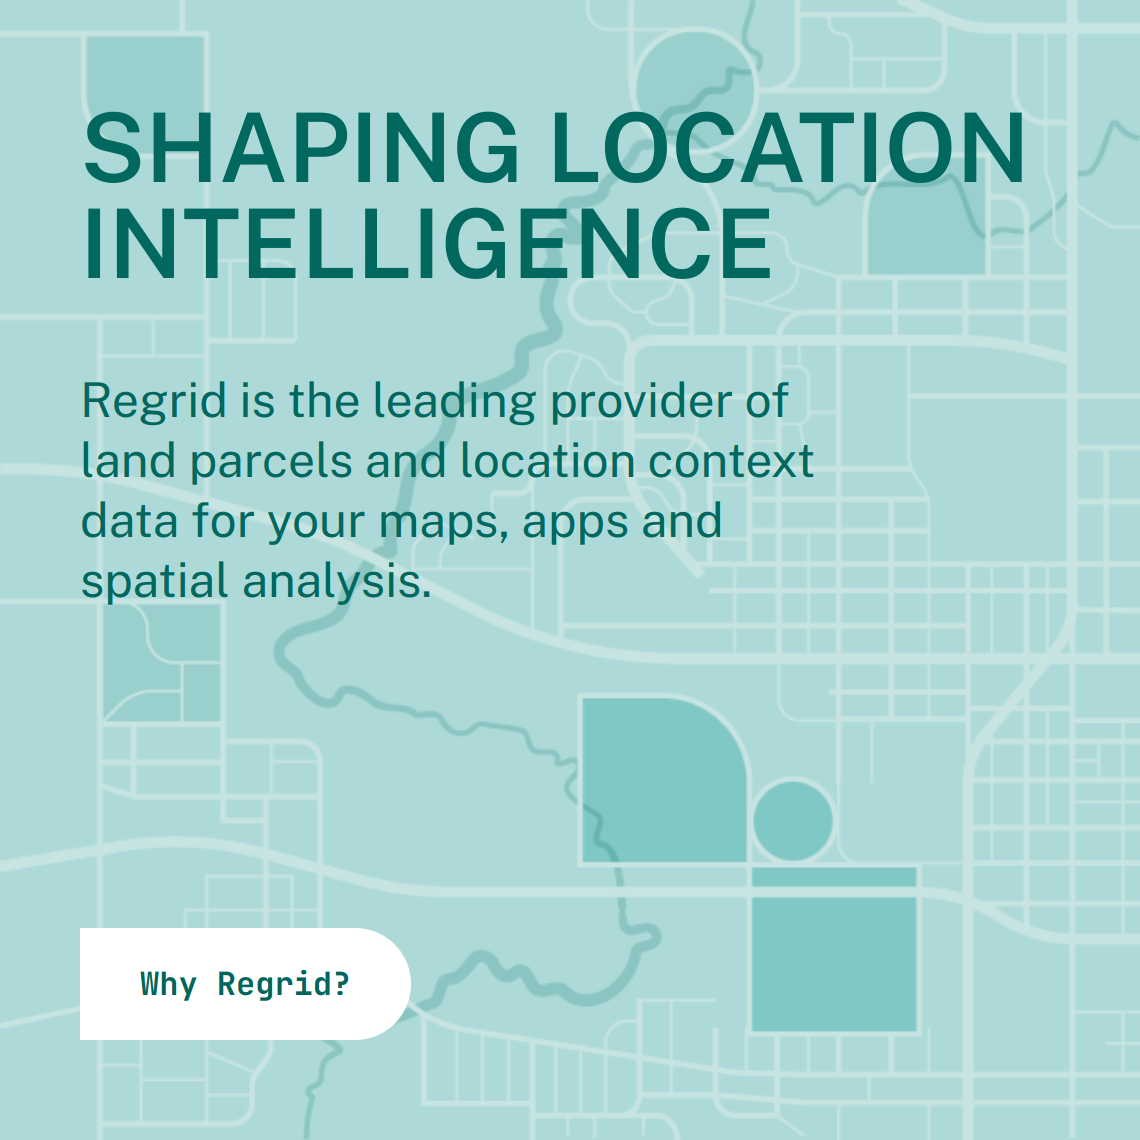 SHAPING LOCATION
INTELLIGENCE
Regrid is the leading provider of
land parcels and location context
data for your maps, apps and
spatial analysis.
Why Regrid?